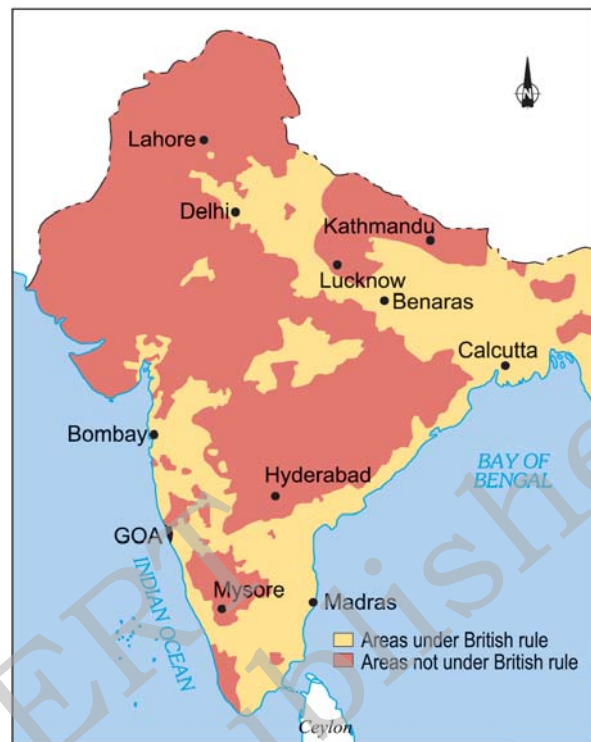 N
Lahore
Delhi
Kathmandu
Lucknow
Benaras
Calcutta
Bombay
Hyderabad
BAY OF
BENGAL
GOA
INDIAN OCEAN
Mysore
Madras
Areas under British rule
Areas not under British rule
Ceylon